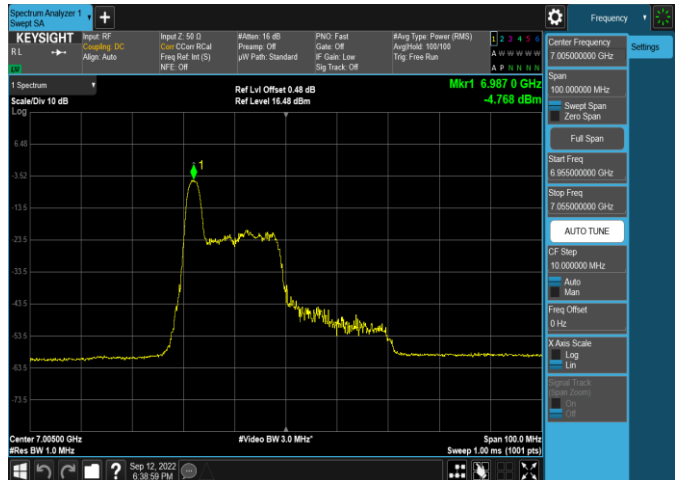 Spectrum Analyzer 1
Swept SA
+
Frequency
KEYSIGHT
RL
LV
Input: RF
Coupling: DC
Align: Auto
Input Z: 50 Ω
Corr CCorr RCal
Freq Ref: Int (S)
NFE: Off
#Atten: 16 dB
Preamp: Off
µW Path: Standard
PNO: Fast
Gate: Off
IF Gain: Low
Sig Track: Off
#Avg Type: Power (RMS)
Avg|Hold: 100/100
Trig: Free Run
1 2 3 4 5 6
A W W W W W
A P N N N N
1 Spectrum
Scale/Div 10 dB
Log
Ref Lvl Offset 0.48 dB
Ref Level 16.48 dBm
Mkr1 6.987 0 GHz
-4.768 dBm
6.48
-3.52
-13.5
-23.5
-33.5
-43.5
-53.5
-63.5
-73.5
1
Center 7.00500 GHz
#Res BW 1.0 MHz
#Video BW 3.0 MHz*
Span 100.0 MHz
Sweep 1.00 ms (1001 pts)
Center Frequency
7.005000000 GHz
Span
100.000000 MHz
Swept Span
Zero Span
Full Span
Start Freq
6.955000000 GHz
Stop Freq
7.055000000 GHz
AUTO TUNE
CF Step
10.000000 MHz
Auto
Man
Freq Offset
0 Hz
X Axis Scale
Log
Lin
Signal Track
(Span Zoom)
On
Off
Settings
?
Sep 12, 2022
6:38:59 PM